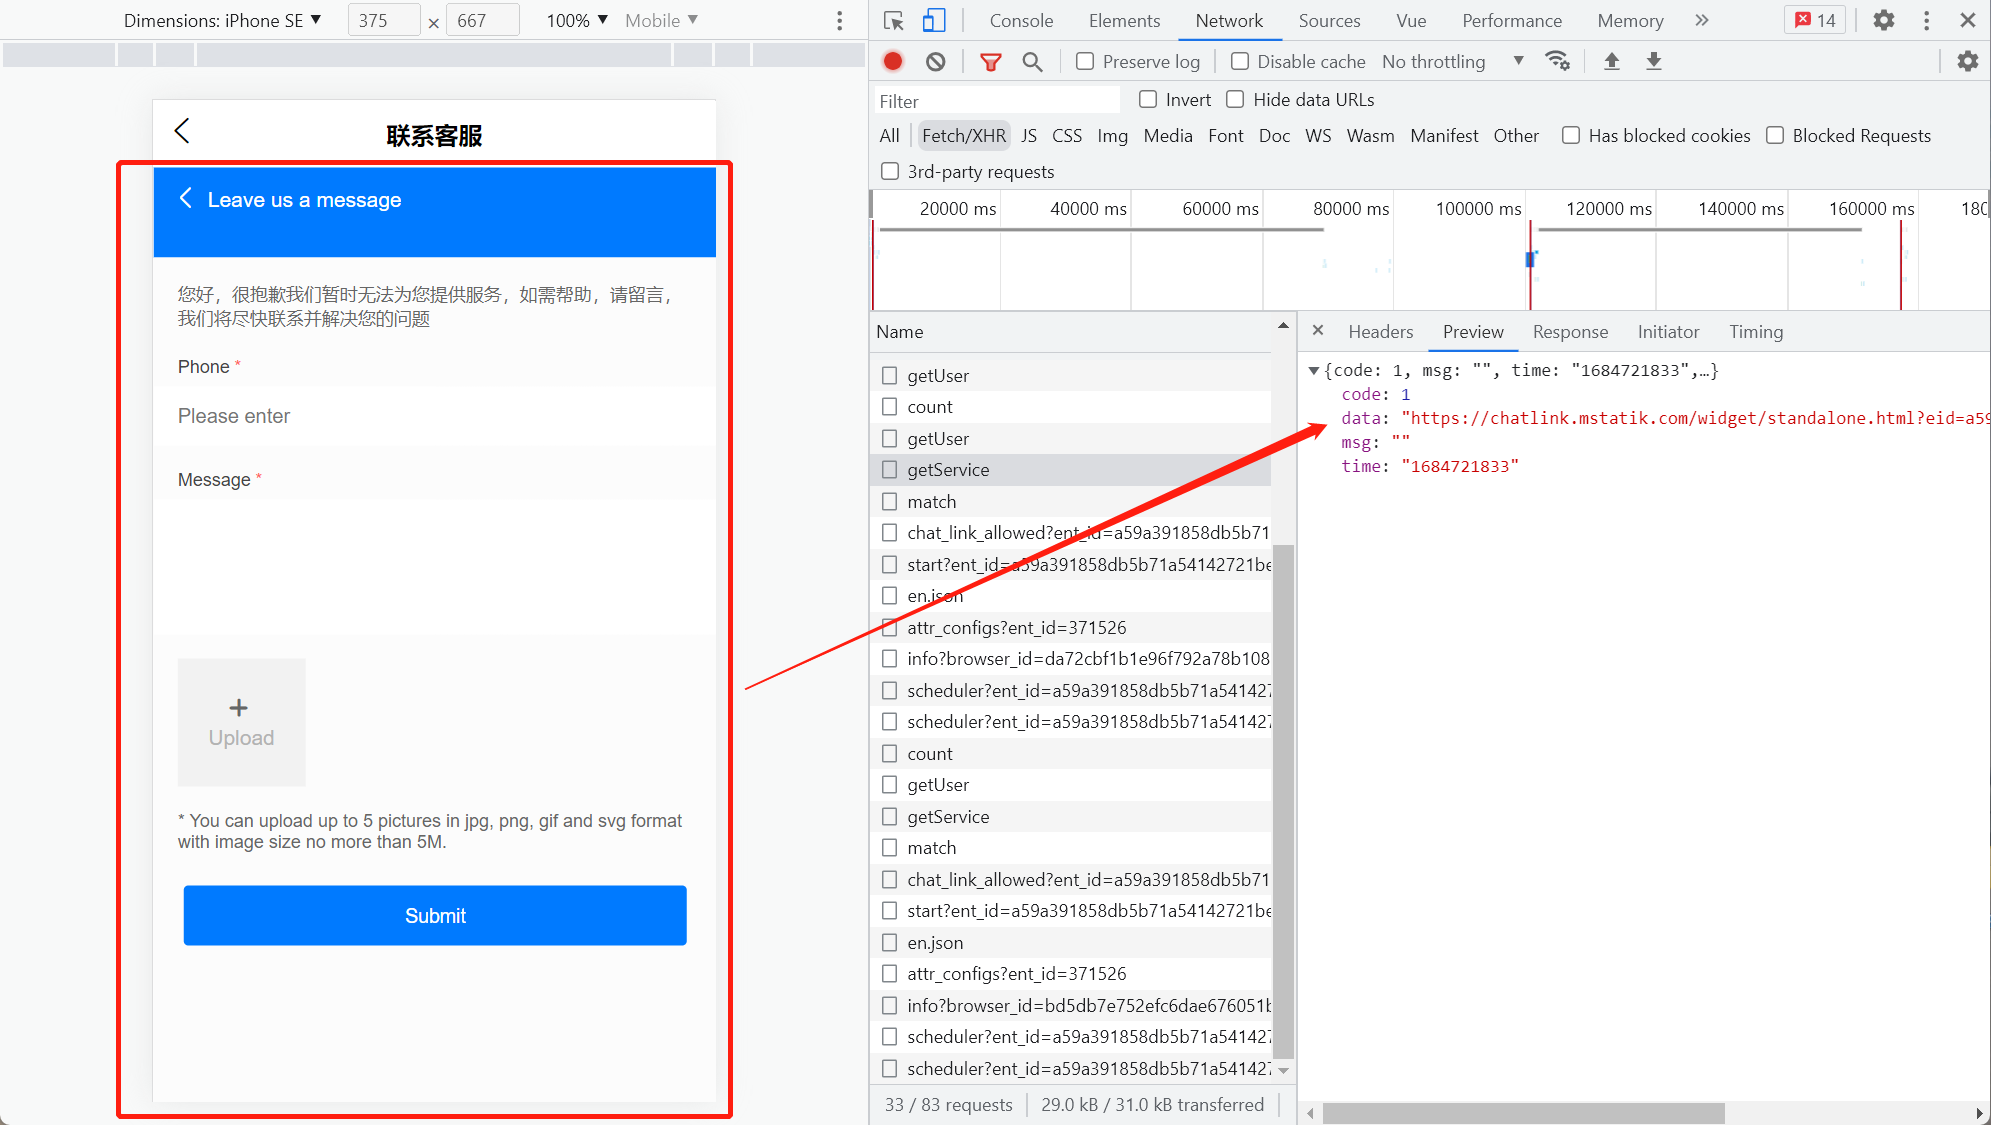 Dimensions: iPhone SE ▼ 375 × 667 100% ▼ Mobile ▼
联系客服
Leave us a message
您好，很抱歉我们暂时无法为您提供服务，如需帮助，请留言，
我们将尽快联系并解决您的问题
Phone *
Please enter
Message *
+
Upload
* You can upload up to 5 pictures in jpg, png, gif and svg format
with image size no more than 5M.
Submit
Console Elements Network Sources Vue Performance Memory » 14
Preserve log Disable cache No throttling ▼
Filter Invert Hide data URLs
All Fetch/XHR JS CSS Img Media Font Doc WS Wasm Manifest Other Has blocked cookies Blocked Requests
3rd-party requests
20000 ms 40000 ms 60000 ms 80000 ms 100000 ms 120000 ms 140000 ms 160000 ms 180
Name
getUser
count
getUser
getService
match
chat_link_allowed?ent_id=a59a391858db5b71
start?ent_id=a59a391858db5b71a54142721be
en.json
attr_configs?ent_id=371526
info?browser_id=da72cbf1b1e96f792a78b108
scheduler?ent_id=a59a391858db5b71a541427
scheduler?ent_id=a59a391858db5b71a541427
count
getUser
getService
match
chat_link_allowed?ent_id=a59a391858db5b71
start?ent_id=a59a391858db5b71a54142721be
en.json
attr_configs?ent_id=371526
info?browser_id=bd5db7e752efc6dae676051b
scheduler?ent_id=a59a391858db5b71a541427
scheduler?ent_id=a59a391858db5b71a541427
33 / 83 requests 29.0 kB / 31.0 kB transferred
× Headers Preview Response Initiator Timing
▼{code: 1, msg: "", time: "1684721833",…}
code: 1
data: "https://chatlink.mstatik.com/widget/standalone.html?eid=a59
msg: ""
time: "1684721833"